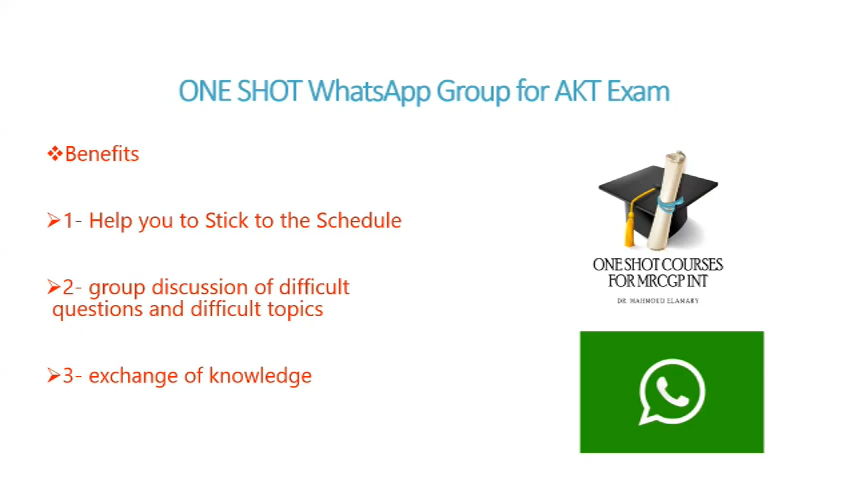 ONE SHOT WhatsApp Group for AKT Exam
❖Benefits
➢1- Help you to Stick to the Schedule
➢2- group discussion of difficult
questions and difficult topics
➢3- exchange of knowledge
ONE SHOT COURSES
FOR MRCGP INT
DR. MAHMOUD ELAMARY